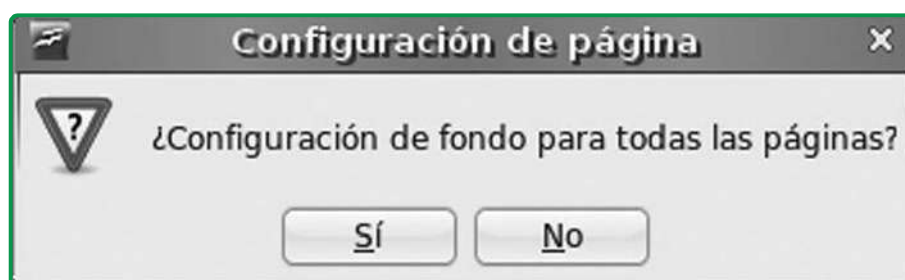 Configuración de página
?
¿Configuración de fondo para todas las páginas?
Sí
No